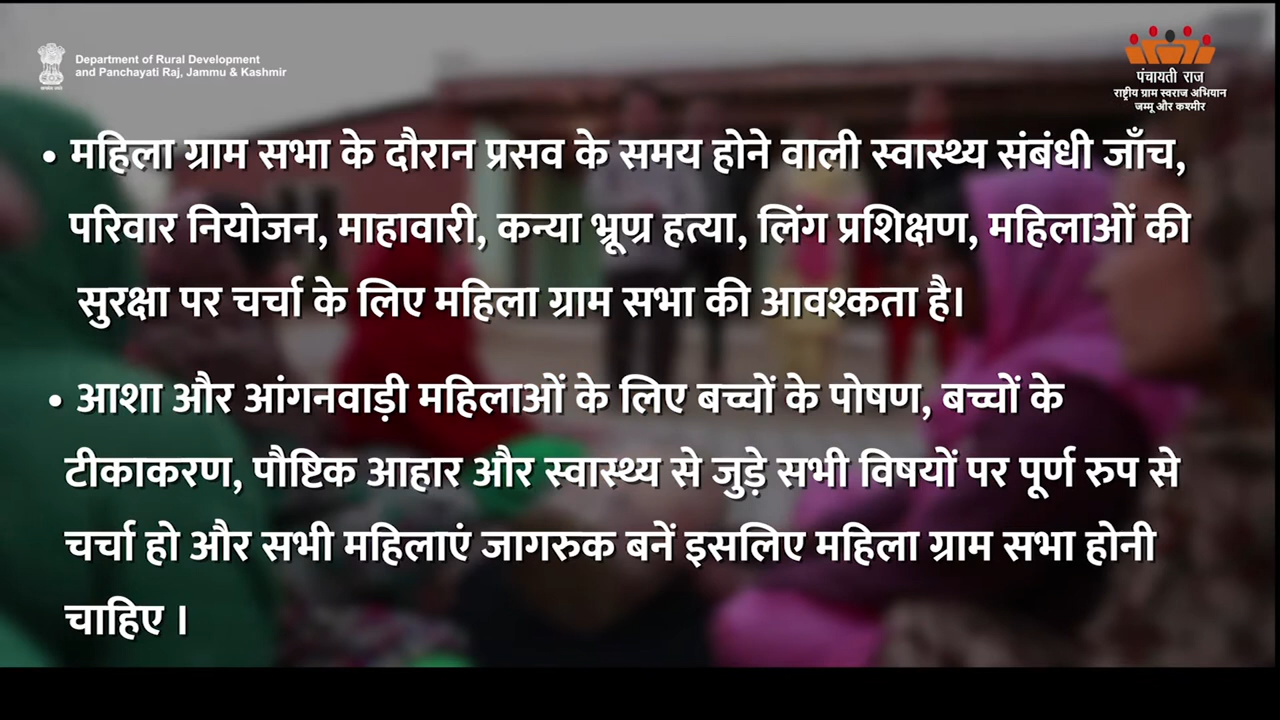 Department of Rural Development
and Panchayati Raj, Jammu & Kashmir
पंचायती राज
राष्ट्रीय ग्राम स्वराज अभियान
जम्मू और कश्मीर
• महिला ग्राम सभा के दौरान प्रसव के समय होने वाली स्वास्थ्य संबंधी जाँच,
परिवार नियोजन, माहावारी, कन्या भ्रूण हत्या, लिंग प्रशिक्षण, महिलाओं की
सुरक्षा पर चर्चा के लिए महिला ग्राम सभा की आवश्कता है।
• आशा और आंगनवाड़ी महिलाओं के लिए बच्चों के पोषण, बच्चों के
टीकाकरण, पौष्टिक आहार और स्वास्थ्य से जुड़े सभी विषयों पर पूर्ण रुप से
चर्चा हो और सभी महिलाएं जागरुक बनें इसलिए महिला ग्राम सभा होनी
चाहिए ।